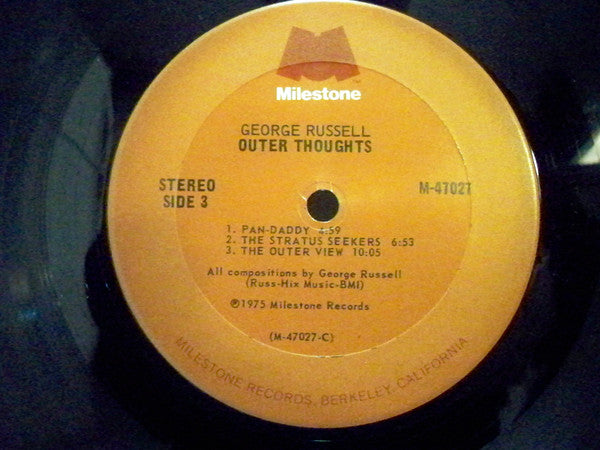 Milestone
GEORGE RUSSELL
OUTER THOUGHTS
STEREO
SIDE 3
M-47027
1. PAN-DADDY 4:59
2. THE STRATUS SEEKERS 6:53
3. THE OUTER VIEW 10:05
All compositions by George Russell
(Russ-Hix Music-BMI)
℗1975 Milestone Records
(M-47027-C)
MILESTONE RECORDS, BERKELEY, CALIFORNIA